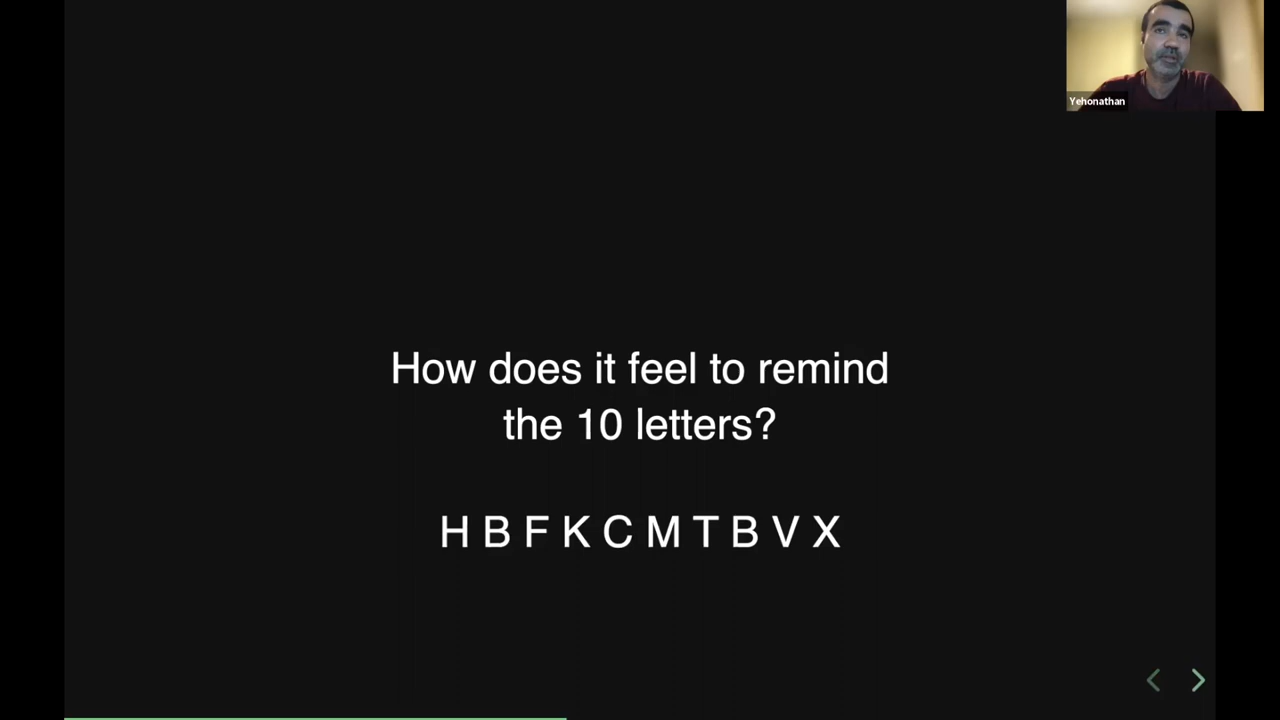 Yehonathan
How does it feel to remind
the 10 letters?
H B F K C M T B V X